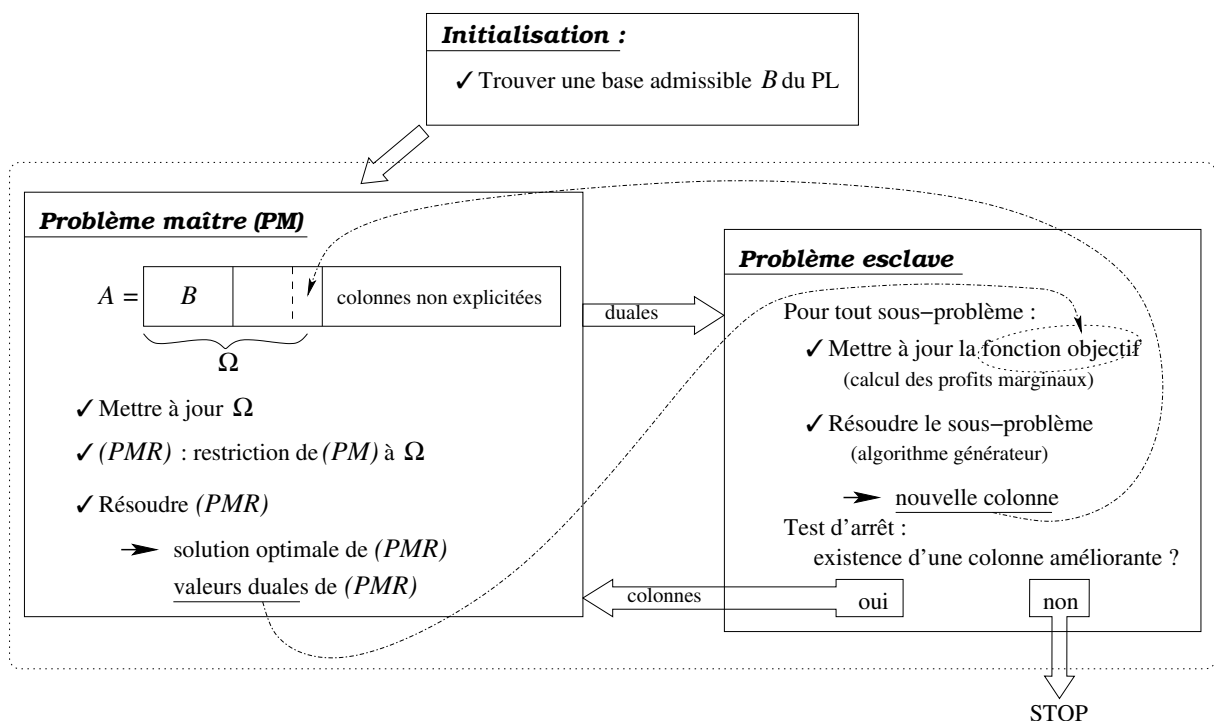 Initialisation :
✓ Trouver une base admissible B du PL
Problème maître (PM)
A = B colonnes non explicitées
Ω
✓ Mettre à jour Ω
✓ (PMR) : restriction de (PM) à Ω
✓ Résoudre (PMR)
solution optimale de (PMR)
valeurs duales de (PMR)
duales
colonnes
Problème esclave
Pour tout sous−problème :
✓ Mettre à jour la fonction objectif
(calcul des profits marginaux)
✓ Résoudre le sous−problème
(algorithme générateur)
nouvelle colonne
Test d'arrêt :
existence d'une colonne améliorante ?
oui
non
STOP